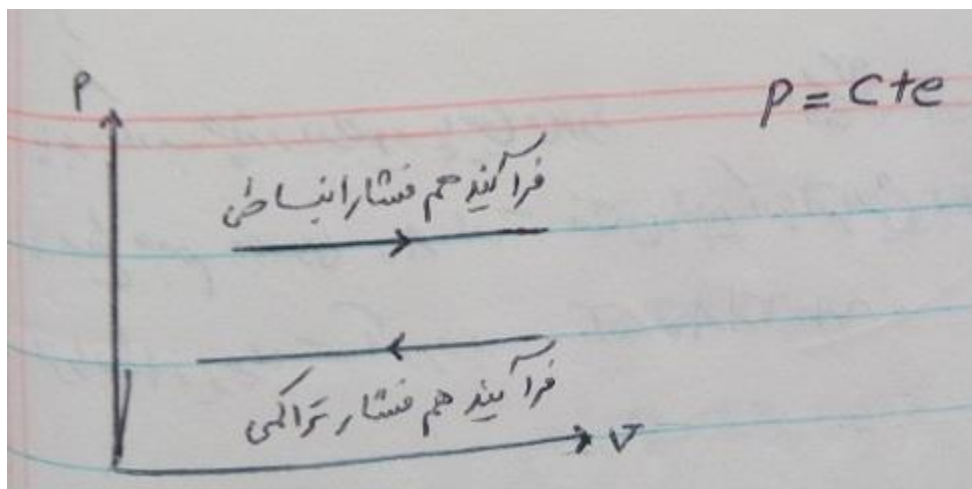 P
P = cte
فرآیند هم فشار انبساطی
فرآیند هم فشار تراکمی
V